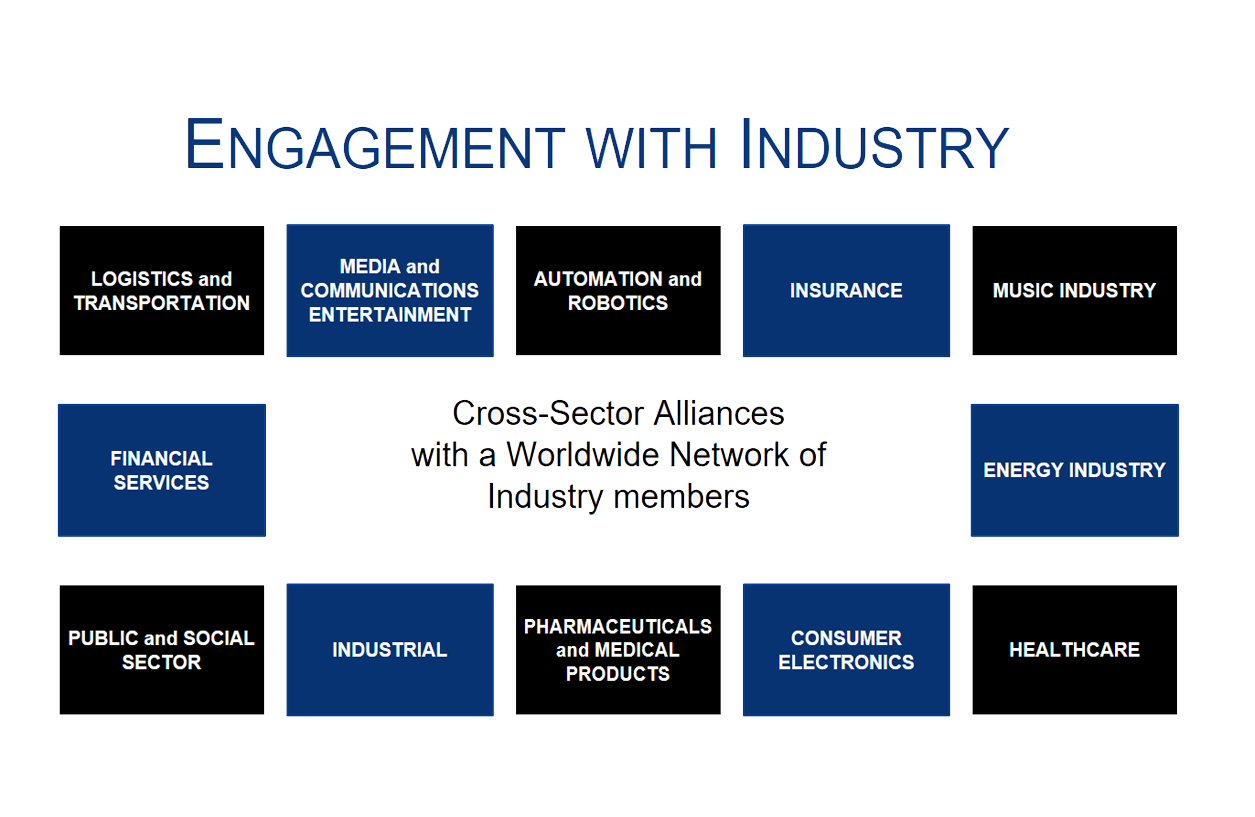 ENGAGEMENT WITH INDUSTRY
LOGISTICS and
TRANSPORTATION
MEDIA and
COMMUNICATIONS
ENTERTAINMENT
AUTOMATION and
ROBOTICS
INSURANCE
MUSIC INDUSTRY
FINANCIAL
SERVICES
Cross-Sector Alliances
with a Worldwide Network of
Industry members
ENERGY INDUSTRY
PUBLIC and SOCIAL
SECTOR
INDUSTRIAL
PHARMACEUTICALS
and MEDICAL
PRODUCTS
CONSUMER
ELECTRONICS
HEALTHCARE